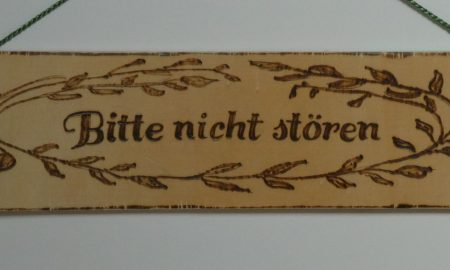 Bitte nicht stören